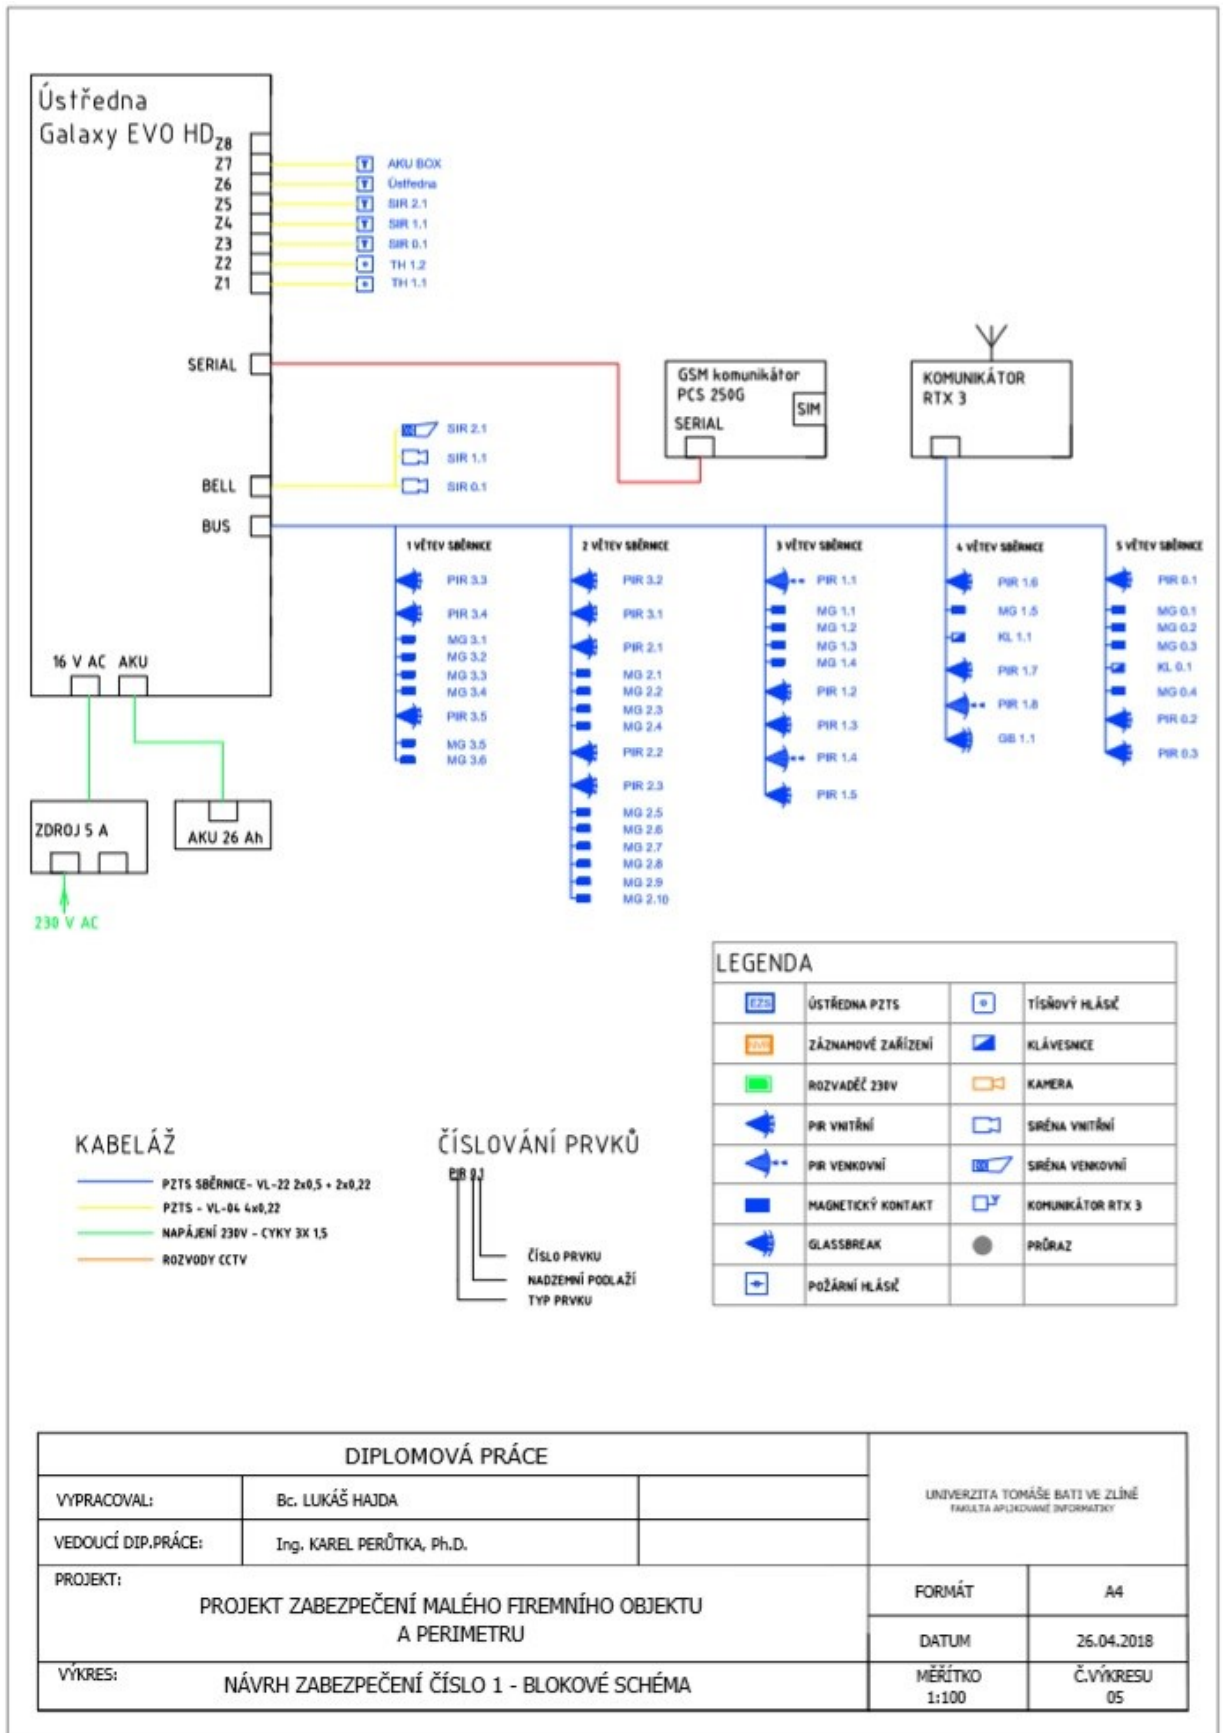 Ústředna
Galaxy EVO HD
Z8
Z7
Z6
Z5
Z4
Z3
Z2
Z1
AKU BOX
Ústředna
SIR 2.1
SIR 1.1
SIR 0.1
TH 1.2
TH 1.1
SERIAL
GSM komunikátor
PCS 250G
SIM
SERIAL
KOMUNIKÁTOR
RTX 3
SIR 2.1
SIR 1.1
SIR 0.1
BELL
BUS
1 VĚTEV SBĚRNICE
PIR 3.3
PIR 3.4
MG 3.1
MG 3.2
MG 3.3
MG 3.4
PIR 3.5
MG 3.5
MG 3.6
2 VĚTEV SBĚRNICE
PIR 3.2
PIR 3.1
PIR 2.1
MG 2.1
MG 2.2
MG 2.3
MG 2.4
PIR 2.2
PIR 2.3
MG 2.5
MG 2.6
MG 2.7
MG 2.8
MG 2.9
MG 2.10
3 VĚTEV SBĚRNICE
PIR 1.1
MG 1.1
MG 1.2
MG 1.3
MG 1.4
PIR 1.2
PIR 1.3
PIR 1.4
PIR 1.5
4 VĚTEV SBĚRNICE
PIR 1.6
MG 1.5
KL 1.1
PIR 1.7
PIR 1.8
GB 1.1
5 VĚTEV SBĚRNICE
PIR 0.1
MG 0.1
MG 0.2
MG 0.3
KL 0.1
MG 0.4
PIR 0.2
PIR 0.3
16 V AC AKU
ZDROJ 5 A
AKU 26 Ah
230 V AC
LEGENDA
EZS ÚSTŘEDNA PZTS
TÍSŇOVÝ HLÁSIČ
ZÁZNAMOVÉ ZAŘÍZENÍ
KLÁVESNICE
ROZVADĚČ 230V
KAMERA
PIR VNITŘNÍ
SIRÉNA VNITŘNÍ
PIR VENKOVNÍ
SIRÉNA VENKOVNÍ
MAGNETICKÝ KONTAKT
KOMUNIKÁTOR RTX 3
GLASSBREAK
PRŮRAZ
POŽÁRNÍ HLÁSIČ
KABELÁŽ
PZTS SBĚRNICE- VL-22 2x0,5 + 2x0,22
PZTS - VL-04 4x0,22
NAPÁJENÍ 230V - CYKY 3X 1,5
ROZVODY CCTV
ČÍSLOVÁNÍ PRVKŮ
PIR 0.1
ČÍSLO PRVKU
NADZEMNÍ PODLAŽÍ
TYP PRVKU
DIPLOMOVÁ PRÁCE
VYPRACOVAL: Bc. LUKÁŠ HAJDA
VEDOUCÍ DIP.PRÁCE: Ing. KAREL PERŮTKA, Ph.D.
UNIVERZITA TOMÁŠE BATI VE ZLÍNĚ
FAKULTA APLIKOVANÉ INFORMATIKY
PROJEKT:
PROJEKT ZABEZPEČENÍ MALÉHO FIREMNÍHO OBJEKTU
A PERIMETRU
FORMÁT A4
DATUM 26.04.2018
VÝKRES:
NÁVRH ZABEZPEČENÍ ČÍSLO 1 - BLOKOVÉ SCHÉMA
MĚŘÍTKO
1:100
Č.VÝKRESU
05